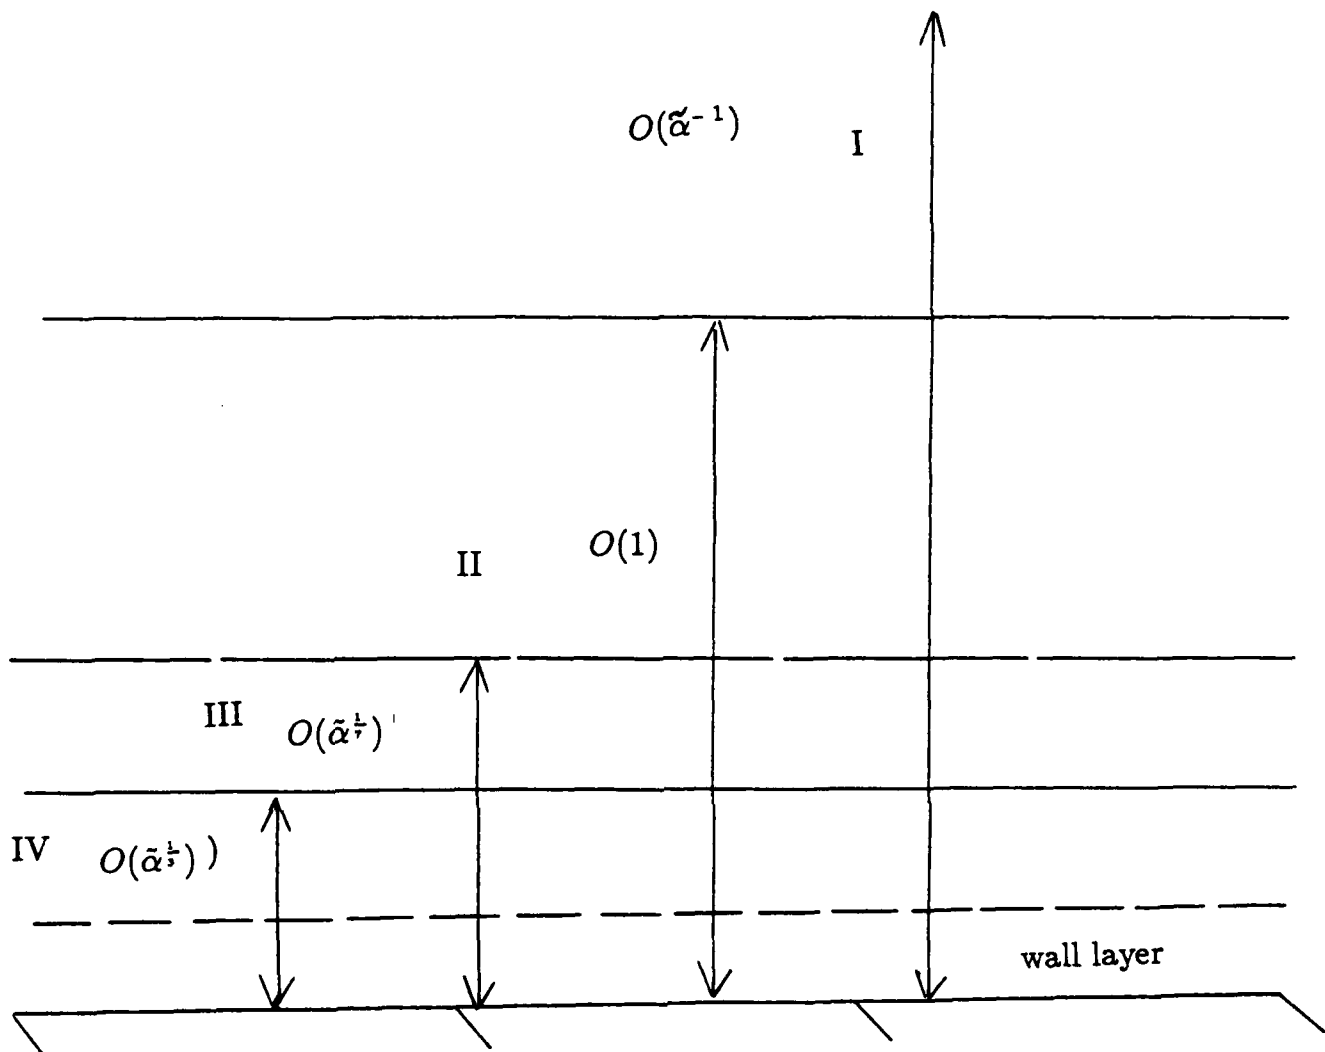 O(α̃⁻¹)
I
O(1)
II
III O(α̃^{1/7})
IV O(α̃^{1/3}) )
wall layer